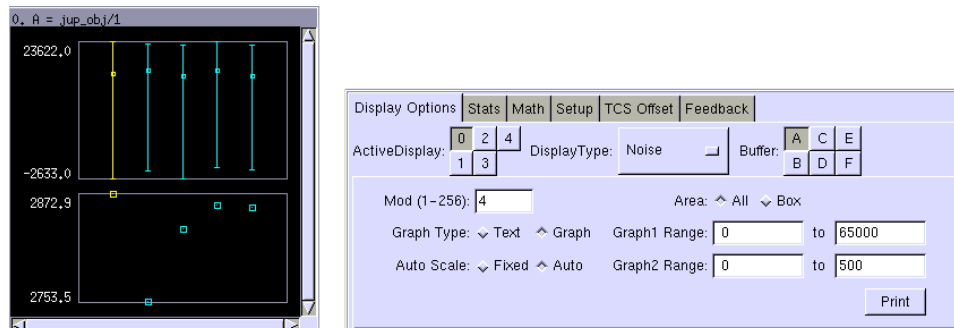 0. A = jup_obj/1
23622.0
-2633.0
2872.9
2753.5
Display Options Stats Math Setup TCS Offset Feedback
ActiveDisplay: 0 2 4 DisplayType: Noise Buffer: A C E
1 3 B D F
Mod (1-256): 4 Area: All Box
Graph Type: Text Graph Graph1 Range: 0 to 65000
Auto Scale: Fixed Auto Graph2 Range: 0 to 500
Print